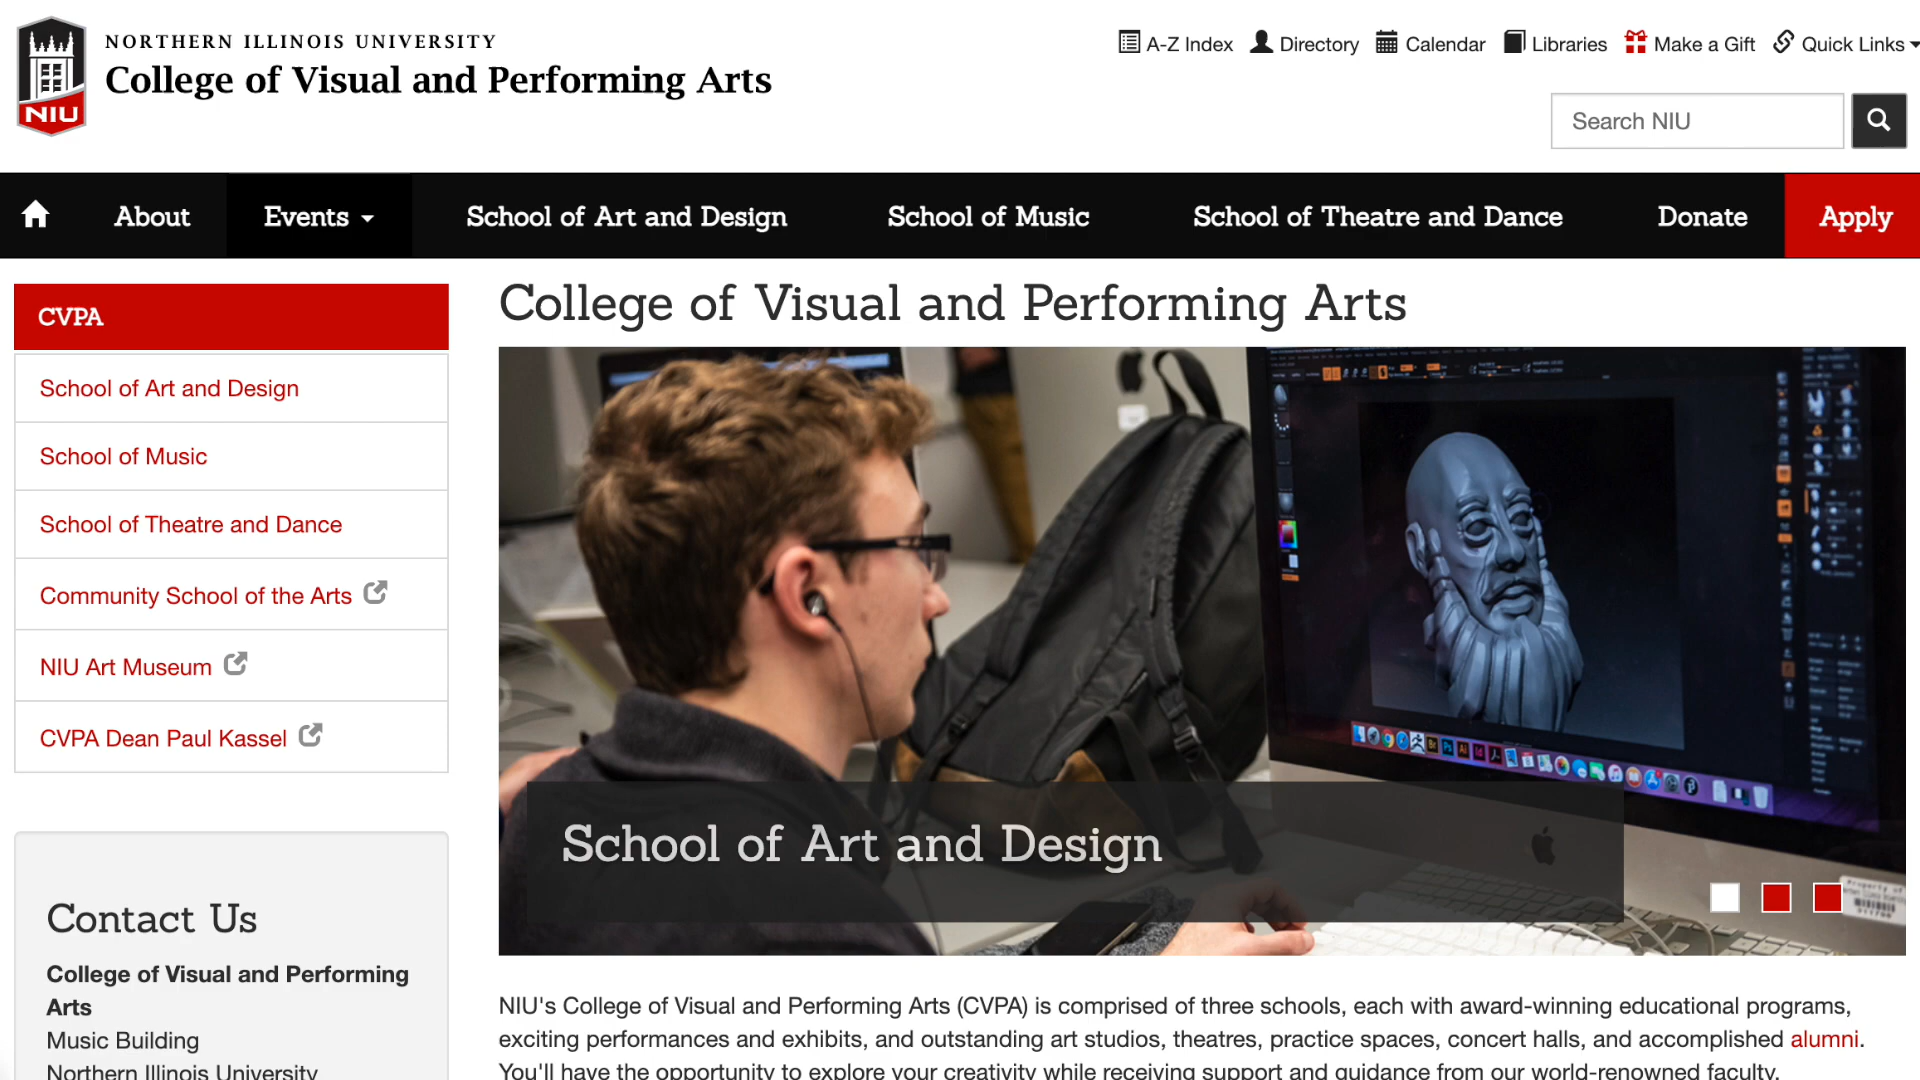 NORTHERN ILLINOIS UNIVERSITY
College of Visual and Performing Arts
NIU
A-Z Index Directory Calendar Libraries Make a Gift Quick Links
Search NIU
About Events School of Art and Design School of Music School of Theatre and Dance Donate Apply
CVPA
School of Art and Design
School of Music
School of Theatre and Dance
Community School of the Arts
NIU Art Museum
CVPA Dean Paul Kassel
Contact Us
College of Visual and Performing
Arts
Music Building
Northern Illinois University
College of Visual and Performing Arts
School of Art and Design
NIU's College of Visual and Performing Arts (CVPA) is comprised of three schools, each with award-winning educational programs,
exciting performances and exhibits, and outstanding art studios, theatres, practice spaces, concert halls, and accomplished alumni.
You'll have the opportunity to explore your creativity while receiving support and guidance from our world-renowned faculty.